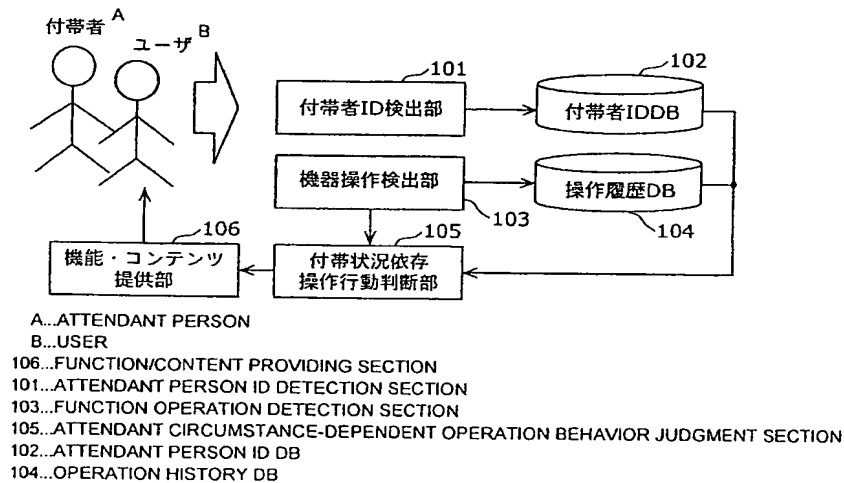 付帯者 A
ユーザ B
101
102
付帯者ID検出部
付帯者IDDB
機器操作検出部
操作履歴DB
103
104
106
105
機能・コンテンツ
提供部
付帯状況依存
操作行動判断部
A...ATTENDANT PERSON
B...USER
106...FUNCTION/CONTENT PROVIDING SECTION
101...ATTENDANT PERSON ID DETECTION SECTION
103...FUNCTION OPERATION DETECTION SECTION
105...ATTENDANT CIRCUMSTANCE-DEPENDENT OPERATION BEHAVIOR JUDGMENT SECTION
102...ATTENDANT PERSON ID DB
104...OPERATION HISTORY DB